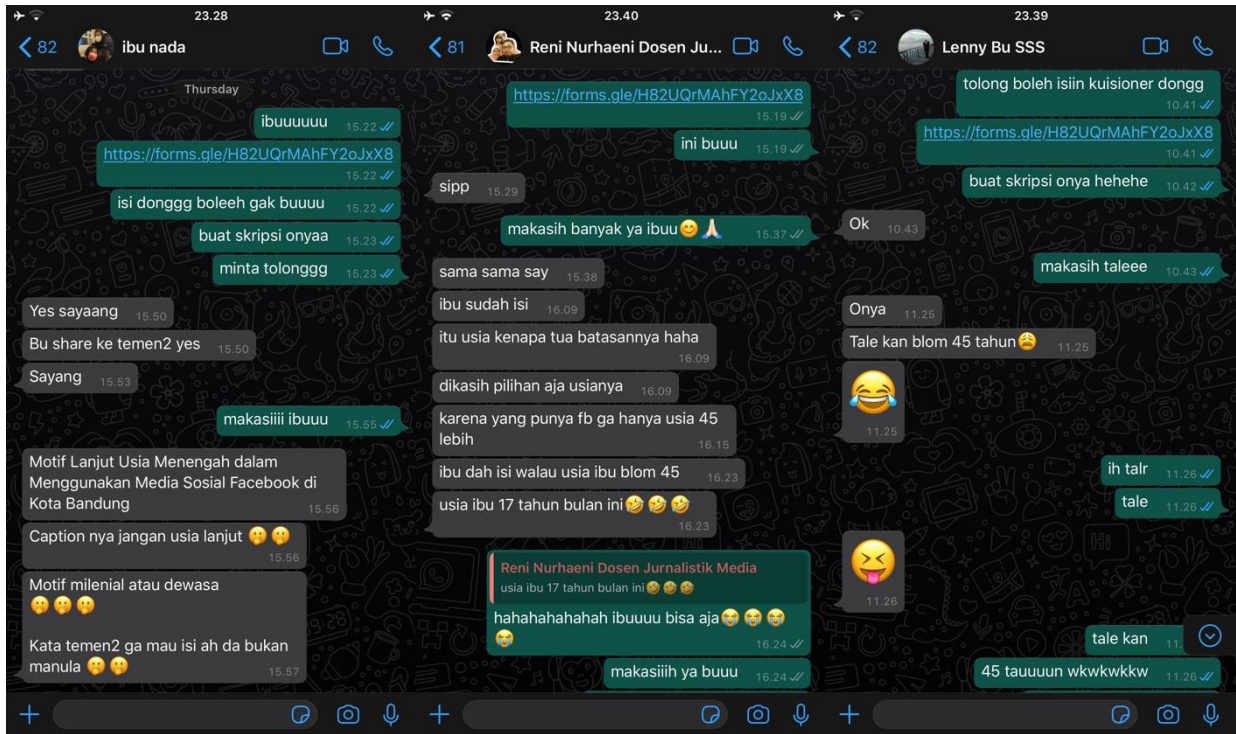 23.28
82
ibu nada
Thursday
ibuuuuuu 15.22
https://forms.gle/H82UQrMAhFY2oJxX8
15.22
isi donggg boleeh gak buuuu 15.22
buat skripsi onyaa 15.23
minta tolonggg 15.23
Yes sayaang 15.50
Bu share ke temen2 yes 15.50
Sayang 15.53
makasiiii ibuuu 15.55
Motif Lanjut Usia Menengah dalam
Menggunakan Media Sosial Facebook di
Kota Bandung 15.56
Caption nya jangan usia lanjut 🤫🤫
15.56
Motif milenial atau dewasa
🤫🤫🤫
Kata temen2 ga mau isi ah da bukan
manula 🤫🤫 15.57
23.40
81
Reni Nurhaeni Dosen Ju...
https://forms.gle/H82UQrMAhFY2oJxX8
15.19
ini buuu 15.19
sipp 15.29
makasih banyak ya ibuu😊🙏🏻 15.37
sama sama say 15.38
ibu sudah isi 16.09
itu usia kenapa tua batasannya haha
16.09
dikasih pilihan aja usianya 16.09
karena yang punya fb ga hanya usia 45
lebih 16.15
ibu dah isi walau usia ibu blom 45 16.23
usia ibu 17 tahun bulan ini🤣🤣🤣
16.23
Reni Nurhaeni Dosen Jurnalistik Media
usia ibu 17 tahun bulan ini🤣🤣🤣
hahahahahahah ibuuuu bisa aja😭😭😭
😭 16.24
makasiiih ya buuu 16.24
23.39
82
Lenny Bu SSS
tolong boleh isiin kuisioner dongg
10.41
https://forms.gle/H82UQrMAhFY2oJxX8
10.41
buat skripsi onya hehehe 10.42
Ok 10.43
makasih taleee 10.43
Onya 11.25
Tale kan blom 45 tahun😩 11.25
😂
11.25
ih talr 11.26
tale 11.26
😝
11.26
tale kan 11.
45 tauuuun wkwkwkkw 11.26